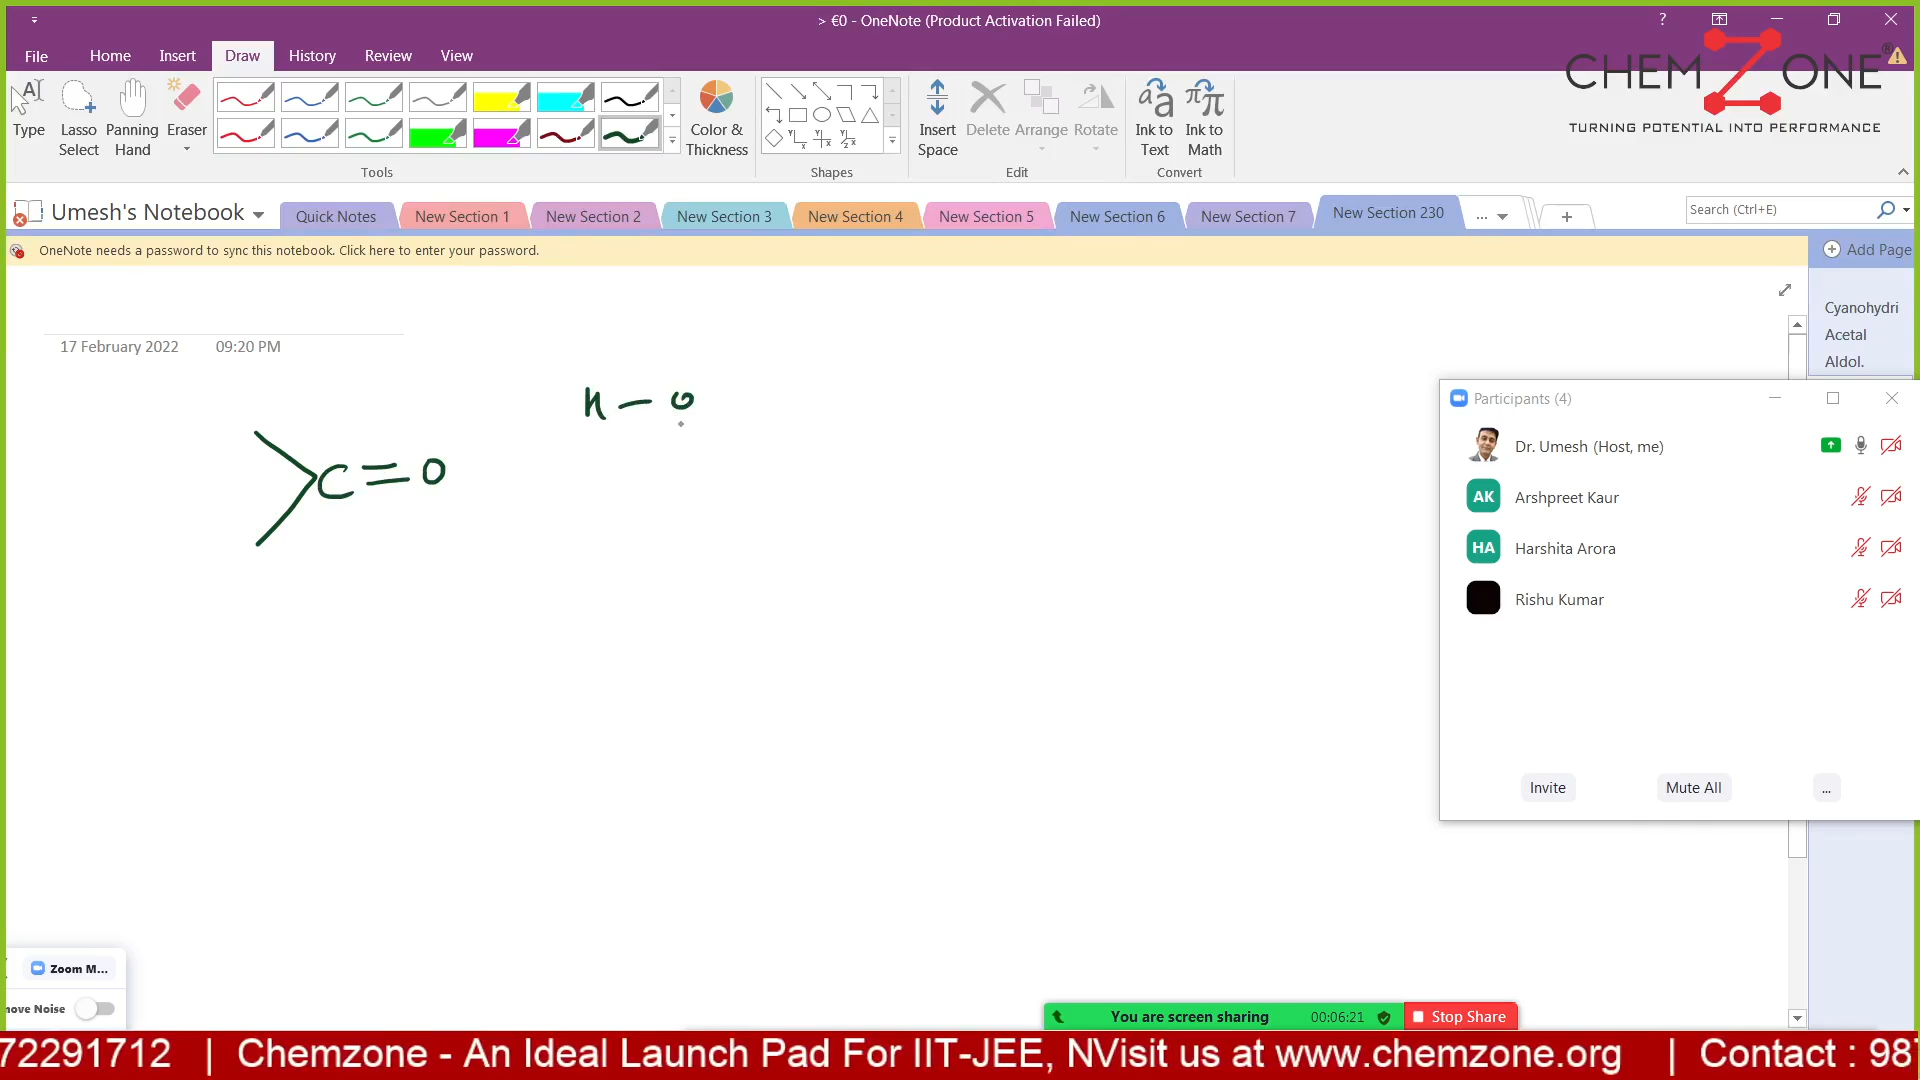 > €0 - OneNote (Product Activation Failed)
?
File Home Insert Draw History Review View
CHEMZONE®
TURNING POTENTIAL INTO PERFORMANCE
Type Lasso Select Panning Hand Eraser Color & Thickness Insert Space Delete Arrange Rotate Ink to Text Ink to Math
Tools Shapes Edit Convert
Umesh's Notebook Quick Notes New Section 1 New Section 2 New Section 3 New Section 4 New Section 5 New Section 6 New Section 7 New Section 230 ... + Search (Ctrl+E)
OneNote needs a password to sync this notebook. Click here to enter your password.
Add Page
Cyanohydri
Acetal
Aldol.
17 February 2022 09:20 PM
H — O
C = O
Participants (4)
Dr. Umesh (Host, me)
AK Arshpreet Kaur
HA Harshita Arora
Rishu Kumar
Invite Mute All ...
Zoom M...
nove Noise
You are screen sharing 00:06:21 Stop Share
72291712 | Chemzone - An Ideal Launch Pad For IIT-JEE, NVisit us at www.chemzone.org | Contact : 98